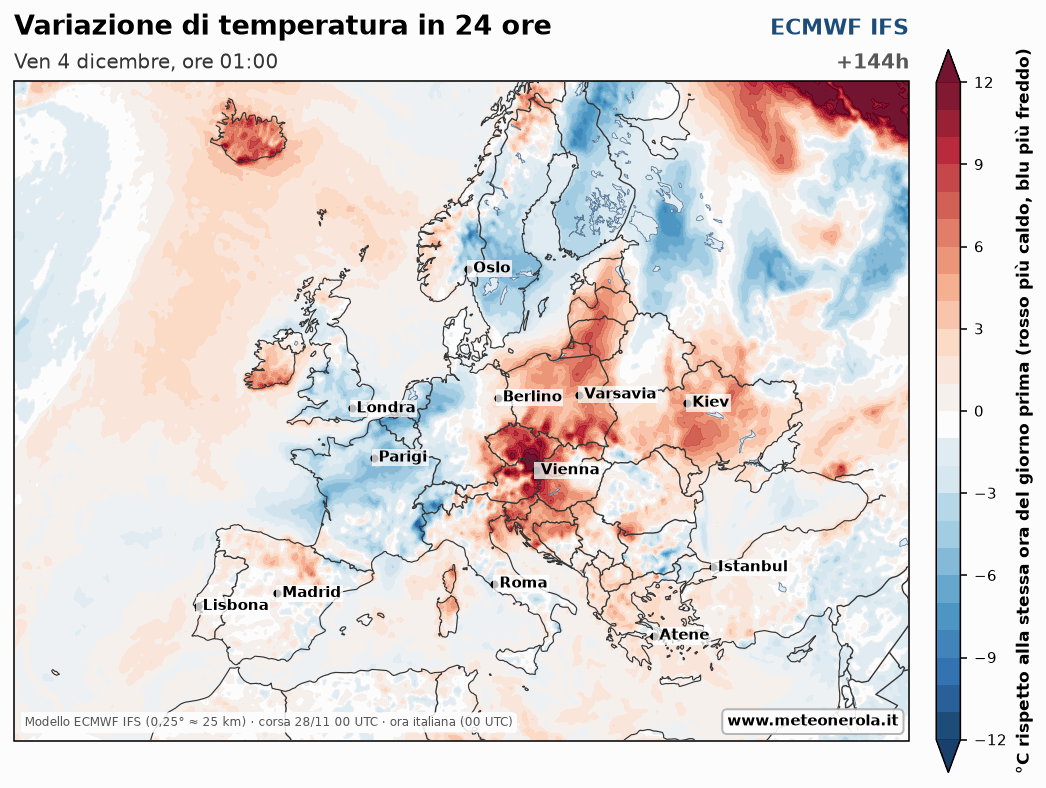 Variazione di temperatura in 24 ore
ECMWF IFS
Ven 4 dicembre, ore 01:00
+144h
Oslo
Londra
Berlino
Varsavia
Kiev
Parigi
Vienna
Istanbul
Roma
Madrid
Lisbona
Atene
Modello ECMWF IFS (0,25° ≈ 25 km) · corsa 28/11 00 UTC · ora italiana (00 UTC)
www.meteonerola.it
12
9
6
3
0
−3
−6
−9
−12
°C rispetto alla stessa ora del giorno prima (rosso più caldo, blu più freddo)